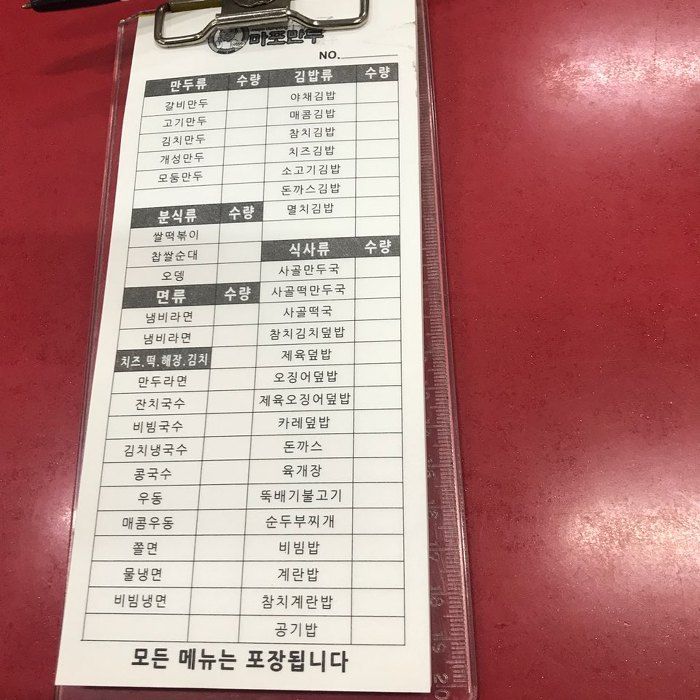 마포만두
NO.
만두류 수량
갈비만두
고기만두
김치만두
개성만두
모둠만두
분식류 수량
쌀떡볶이
찹쌀순대
오뎅
면류 수량
냄비라면
냄비라면
치즈.떡.해장.김치
만두라면
잔치국수
비빔국수
김치냉국수
콩국수
우동
매콤우동
쫄면
물냉면
비빔냉면
김밥류 수량
야채김밥
매콤김밥
참치김밥
치즈김밥
소고기김밥
돈까스김밥
멸치김밥
식사류 수량
사골만두국
사골떡만두국
사골떡국
참치김치덮밥
제육덮밥
오징어덮밥
제육오징어덮밥
카레덮밥
돈까스
육개장
뚝배기불고기
순두부찌개
비빔밥
계란밥
참치계란밥
공기밥
모든 메뉴는 포장됩니다